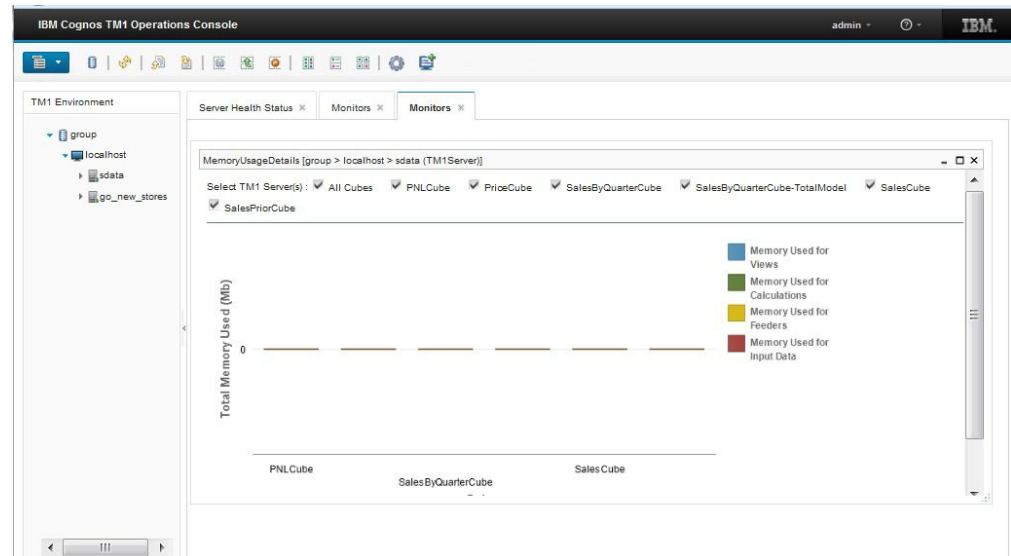 IBM Cognos TM1 Operations Console
admin
IBM.
TM1 Environment
group
localhost
sdata
go_new_stores
Server Health Status
Monitors
Monitors
MemoryUsageDetails [group > localhost > sdata (TM1Server)]
Select TM1 Server(s) : All Cubes PNLCube PriceCube SalesByQuarterCube SalesByQuarterCube-TotalModel SalesCube
SalesPriorCube
Memory Used for
Views
Memory Used for
Calculations
Memory Used for
Feeders
Memory Used for
Input Data
Total Memory Used (Mb)
0
PNLCube
SalesCube
SalesByQuarterCube